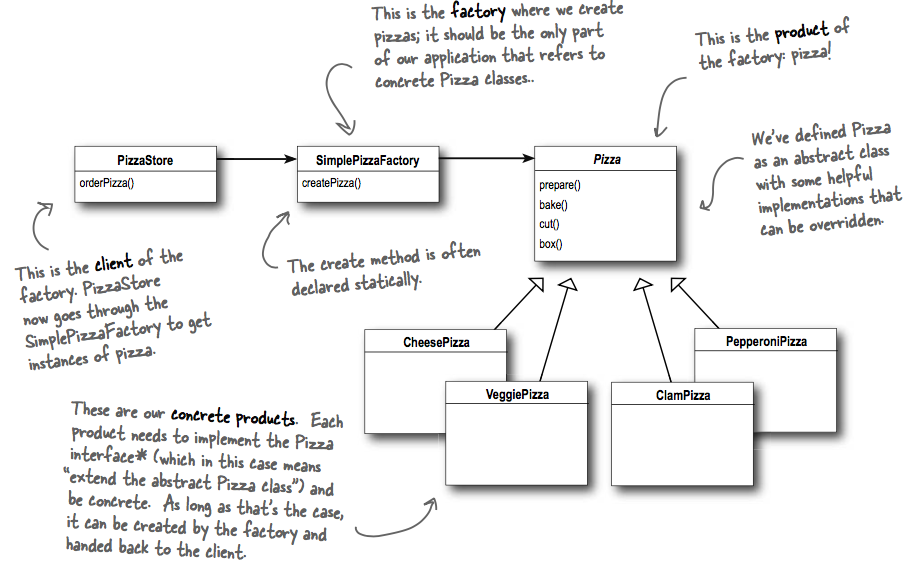 This is the factory where we create
pizzas; it should be the only part
of our application that refers to
concrete Pizza classes..
This is the product of
the factory: pizza!
PizzaStore
orderPizza()
SimplePizzaFactory
createPizza()
Pizza
prepare()
bake()
cut()
box()
We've defined Pizza
as an abstract class
with some helpful
implementations that
can be overridden.
This is the client of the
factory. PizzaStore
now goes through the
SimplePizzaFactory to get
instances of pizza.
The create method is often
declared statically.
CheesePizza
VeggiePizza
ClamPizza
PepperoniPizza
These are our concrete products. Each
product needs to implement the Pizza
interface* (which in this case means
"extend the abstract Pizza class") and
be concrete. As long as that's the case,
it can be created by the factory and
handed back to the client.